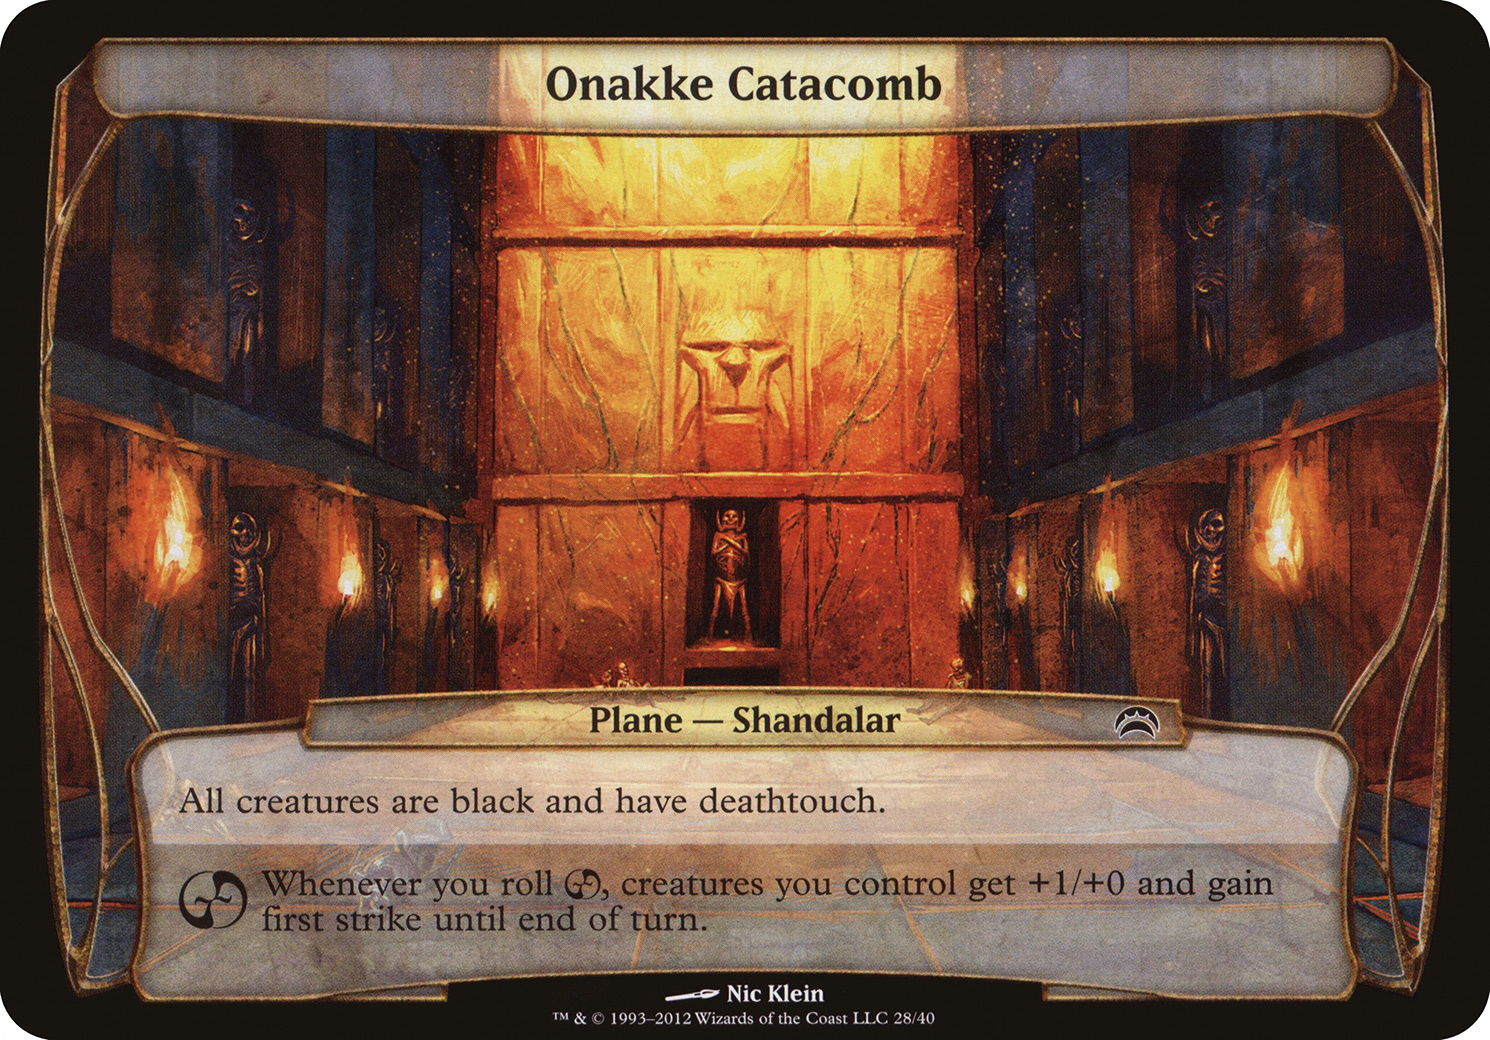 Onakke Catacomb
Plane — Shandalar
All creatures are black and have deathtouch.
Whenever you roll , creatures you control get +1/+0 and gain
first strike until end of turn.
Nic Klein
™ & © 1993–2012 Wizards of the Coast LLC 28/40